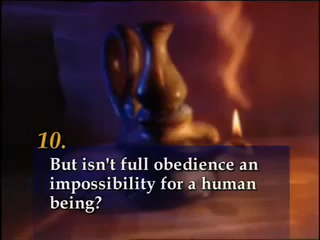 10.
But isn't full obedience an
impossibility for a human
being?